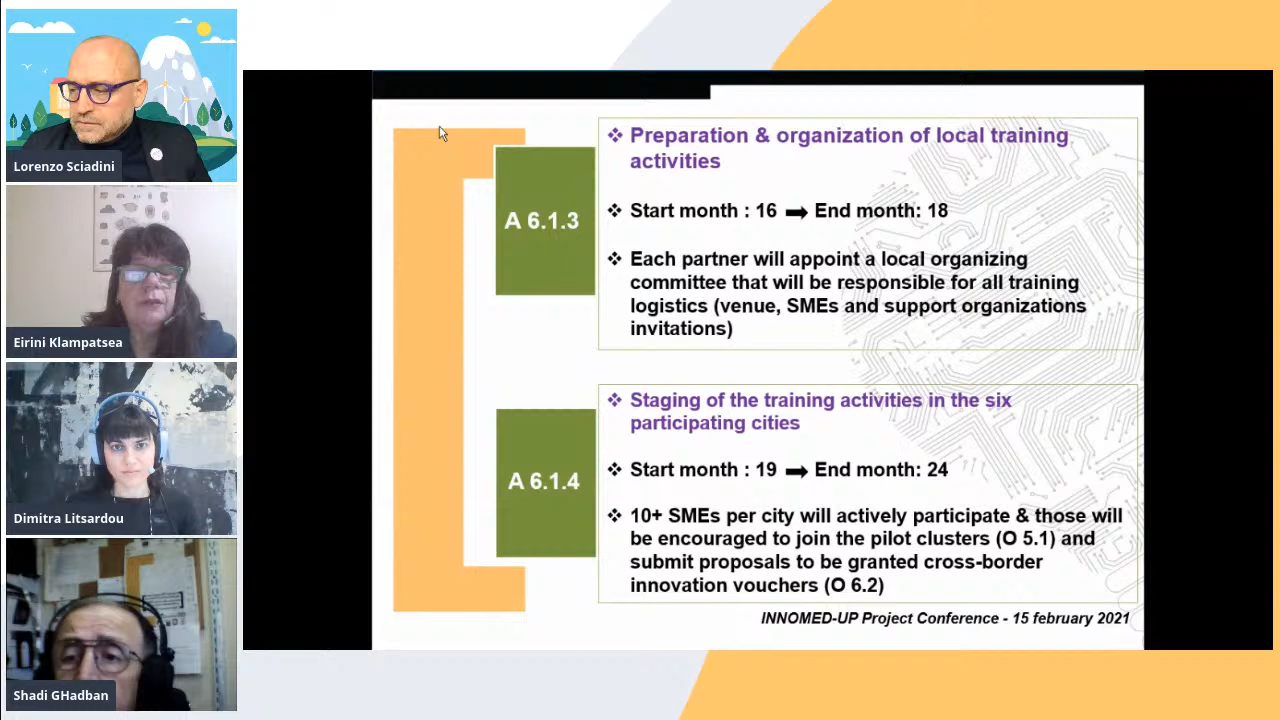 Lorenzo Sciadini
Eirini Klampatsea
Dimitra Litsardou
Shadi GHadban
A 6.1.3
❖ Preparation & organization of local training
activities
❖ Start month : 16 ➡ End month: 18
❖ Each partner will appoint a local organizing
committee that will be responsible for all training
logistics (venue, SMEs and support organizations
invitations)
A 6.1.4
❖ Staging of the training activities in the six
participating cities
❖ Start month : 19 ➡ End month: 24
❖ 10+ SMEs per city will actively participate & those will
be encouraged to join the pilot clusters (O 5.1) and
submit proposals to be granted cross-border
innovation vouchers (O 6.2)
INNOMED-UP Project Conference - 15 february 2021